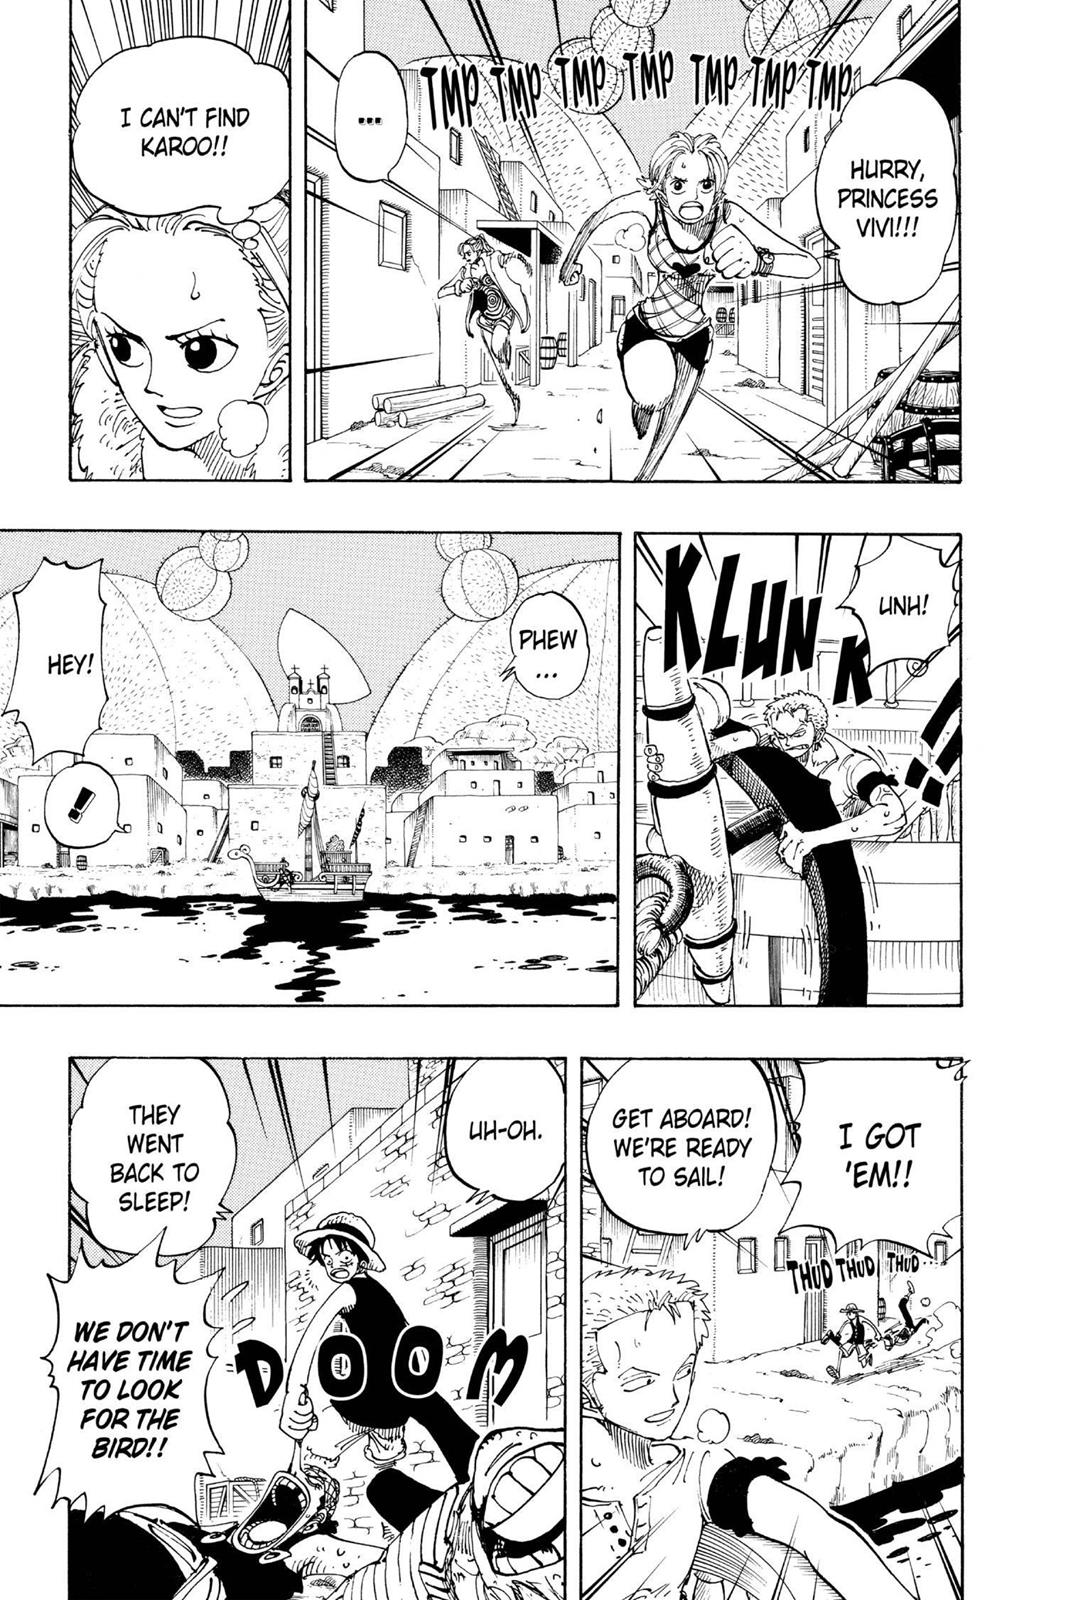 HURRY,
PRINCESS
VIVI!!!
TMP TMP TMP TMP TMP TMP TMP
...
I CAN'T FIND
KAROO!!
UNH!
KLUNK
!!
PHEW
...
HEY!
!
I GOT
'EM!!
GET ABOARD!
WE'RE READY
TO SAIL!
THUD THUD THUD...
UH-OH.
THEY
WENT
BACK TO
SLEEP!
DOOM
WE DON'T
HAVE TIME
TO LOOK
FOR THE
BIRD!!